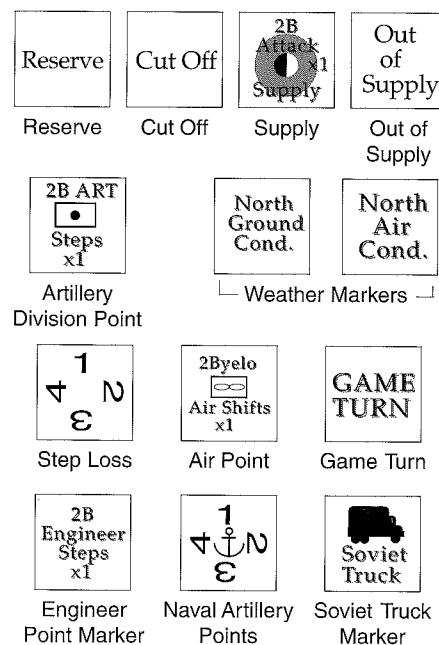 Reserve
Cut Off
2B
Attack
x1
Supply
Out
of
Supply
Reserve
Cut Off
Supply
Out of
Supply
2B ART
Steps
x1
North
Ground
Cond.
North
Air
Cond.
Artillery
Division Point
Weather Markers
1
2
3
4
2Byelo
Air Shifts
x1
GAME
TURN
Step Loss
Air Point
Game Turn
2B
Engineer
Steps
x1
1
2
3
4
Soviet
Truck
Engineer
Point Marker
Naval Artillery
Points
Soviet Truck
Marker